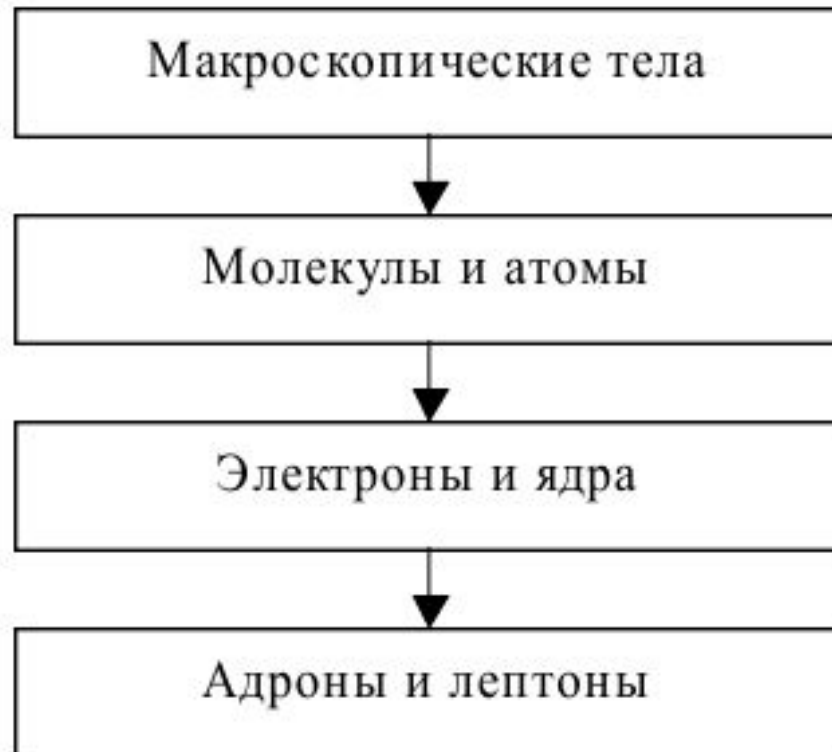 Макроскопические тела
Молекулы и атомы
Электроны и ядра
Адроны и лептоны